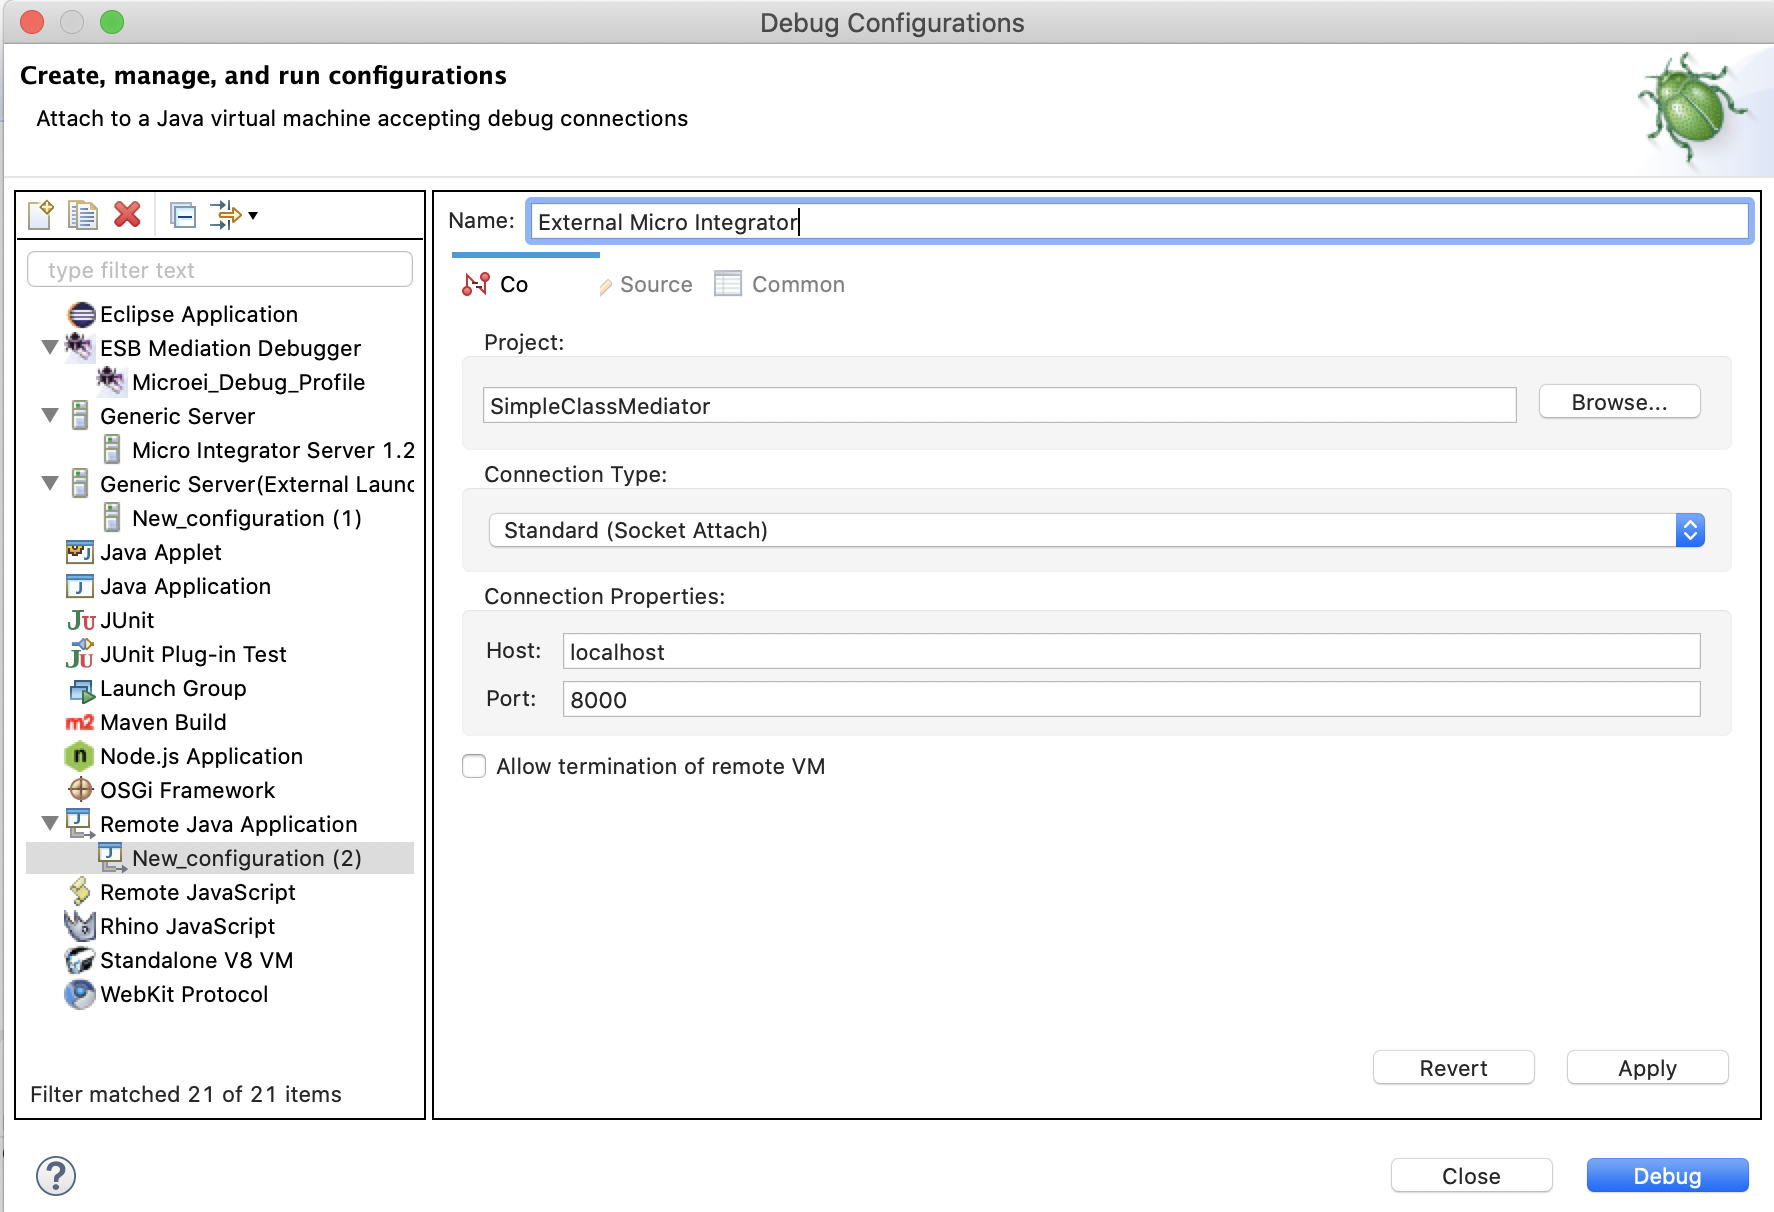 Debug Configurations
Create, manage, and run configurations
Attach to a Java virtual machine accepting debug connections
type filter text
Eclipse Application
ESB Mediation Debugger
Microei_Debug_Profile
Generic Server
Micro Integrator Server 1.2
Generic Server(External Launc
New_configuration (1)
Java Applet
Java Application
JUnit
JUnit Plug-in Test
Launch Group
Maven Build
Node.js Application
OSGi Framework
Remote Java Application
New_configuration (2)
Remote JavaScript
Rhino JavaScript
Standalone V8 VM
WebKit Protocol
Filter matched 21 of 21 items
Name: External Micro Integrator
Co Source Common
Project:
SimpleClassMediator Browse...
Connection Type:
Standard (Socket Attach)
Connection Properties:
Host: localhost
Port: 8000
Allow termination of remote VM
Revert Apply
? Close Debug